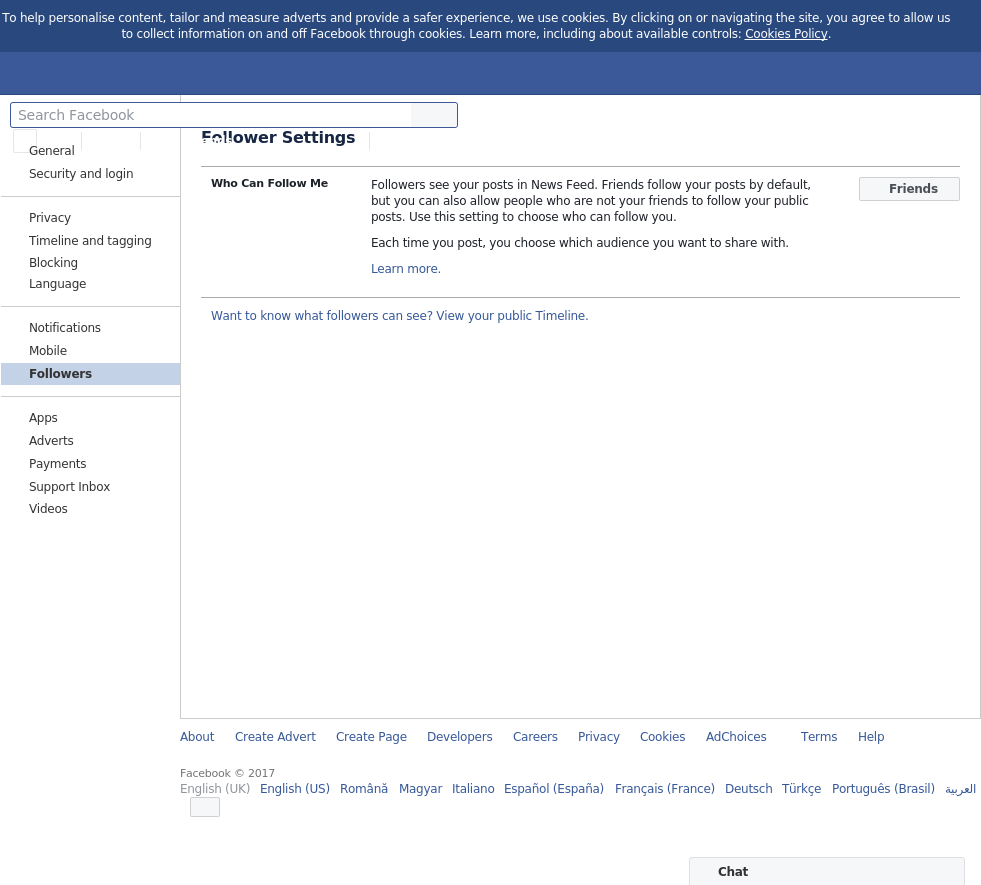 To help personalise content, tailor and measure adverts and provide a safer experience, we use cookies. By clicking on or navigating the site, you agree to allow us
to collect information on and off Facebook through cookies. Learn more, including about available controls: Cookies Policy.
Search Facebook
Follower Settings
General
Security and login
Privacy
Timeline and tagging
Blocking
Language
Notifications
Mobile
Followers
Apps
Adverts
Payments
Support Inbox
Videos
Who Can Follow Me
Followers see your posts in News Feed. Friends follow your posts by default,
but you can also allow people who are not your friends to follow your public
posts. Use this setting to choose who can follow you.
Each time you post, you choose which audience you want to share with.
Learn more.
Friends
Want to know what followers can see? View your public Timeline.
About Create Advert Create Page Developers Careers Privacy Cookies AdChoices Terms Help
Facebook © 2017
English (UK) English (US) Română Magyar Italiano Español (España) Français (France) Deutsch Türkçe Português (Brasil) العربية
Chat